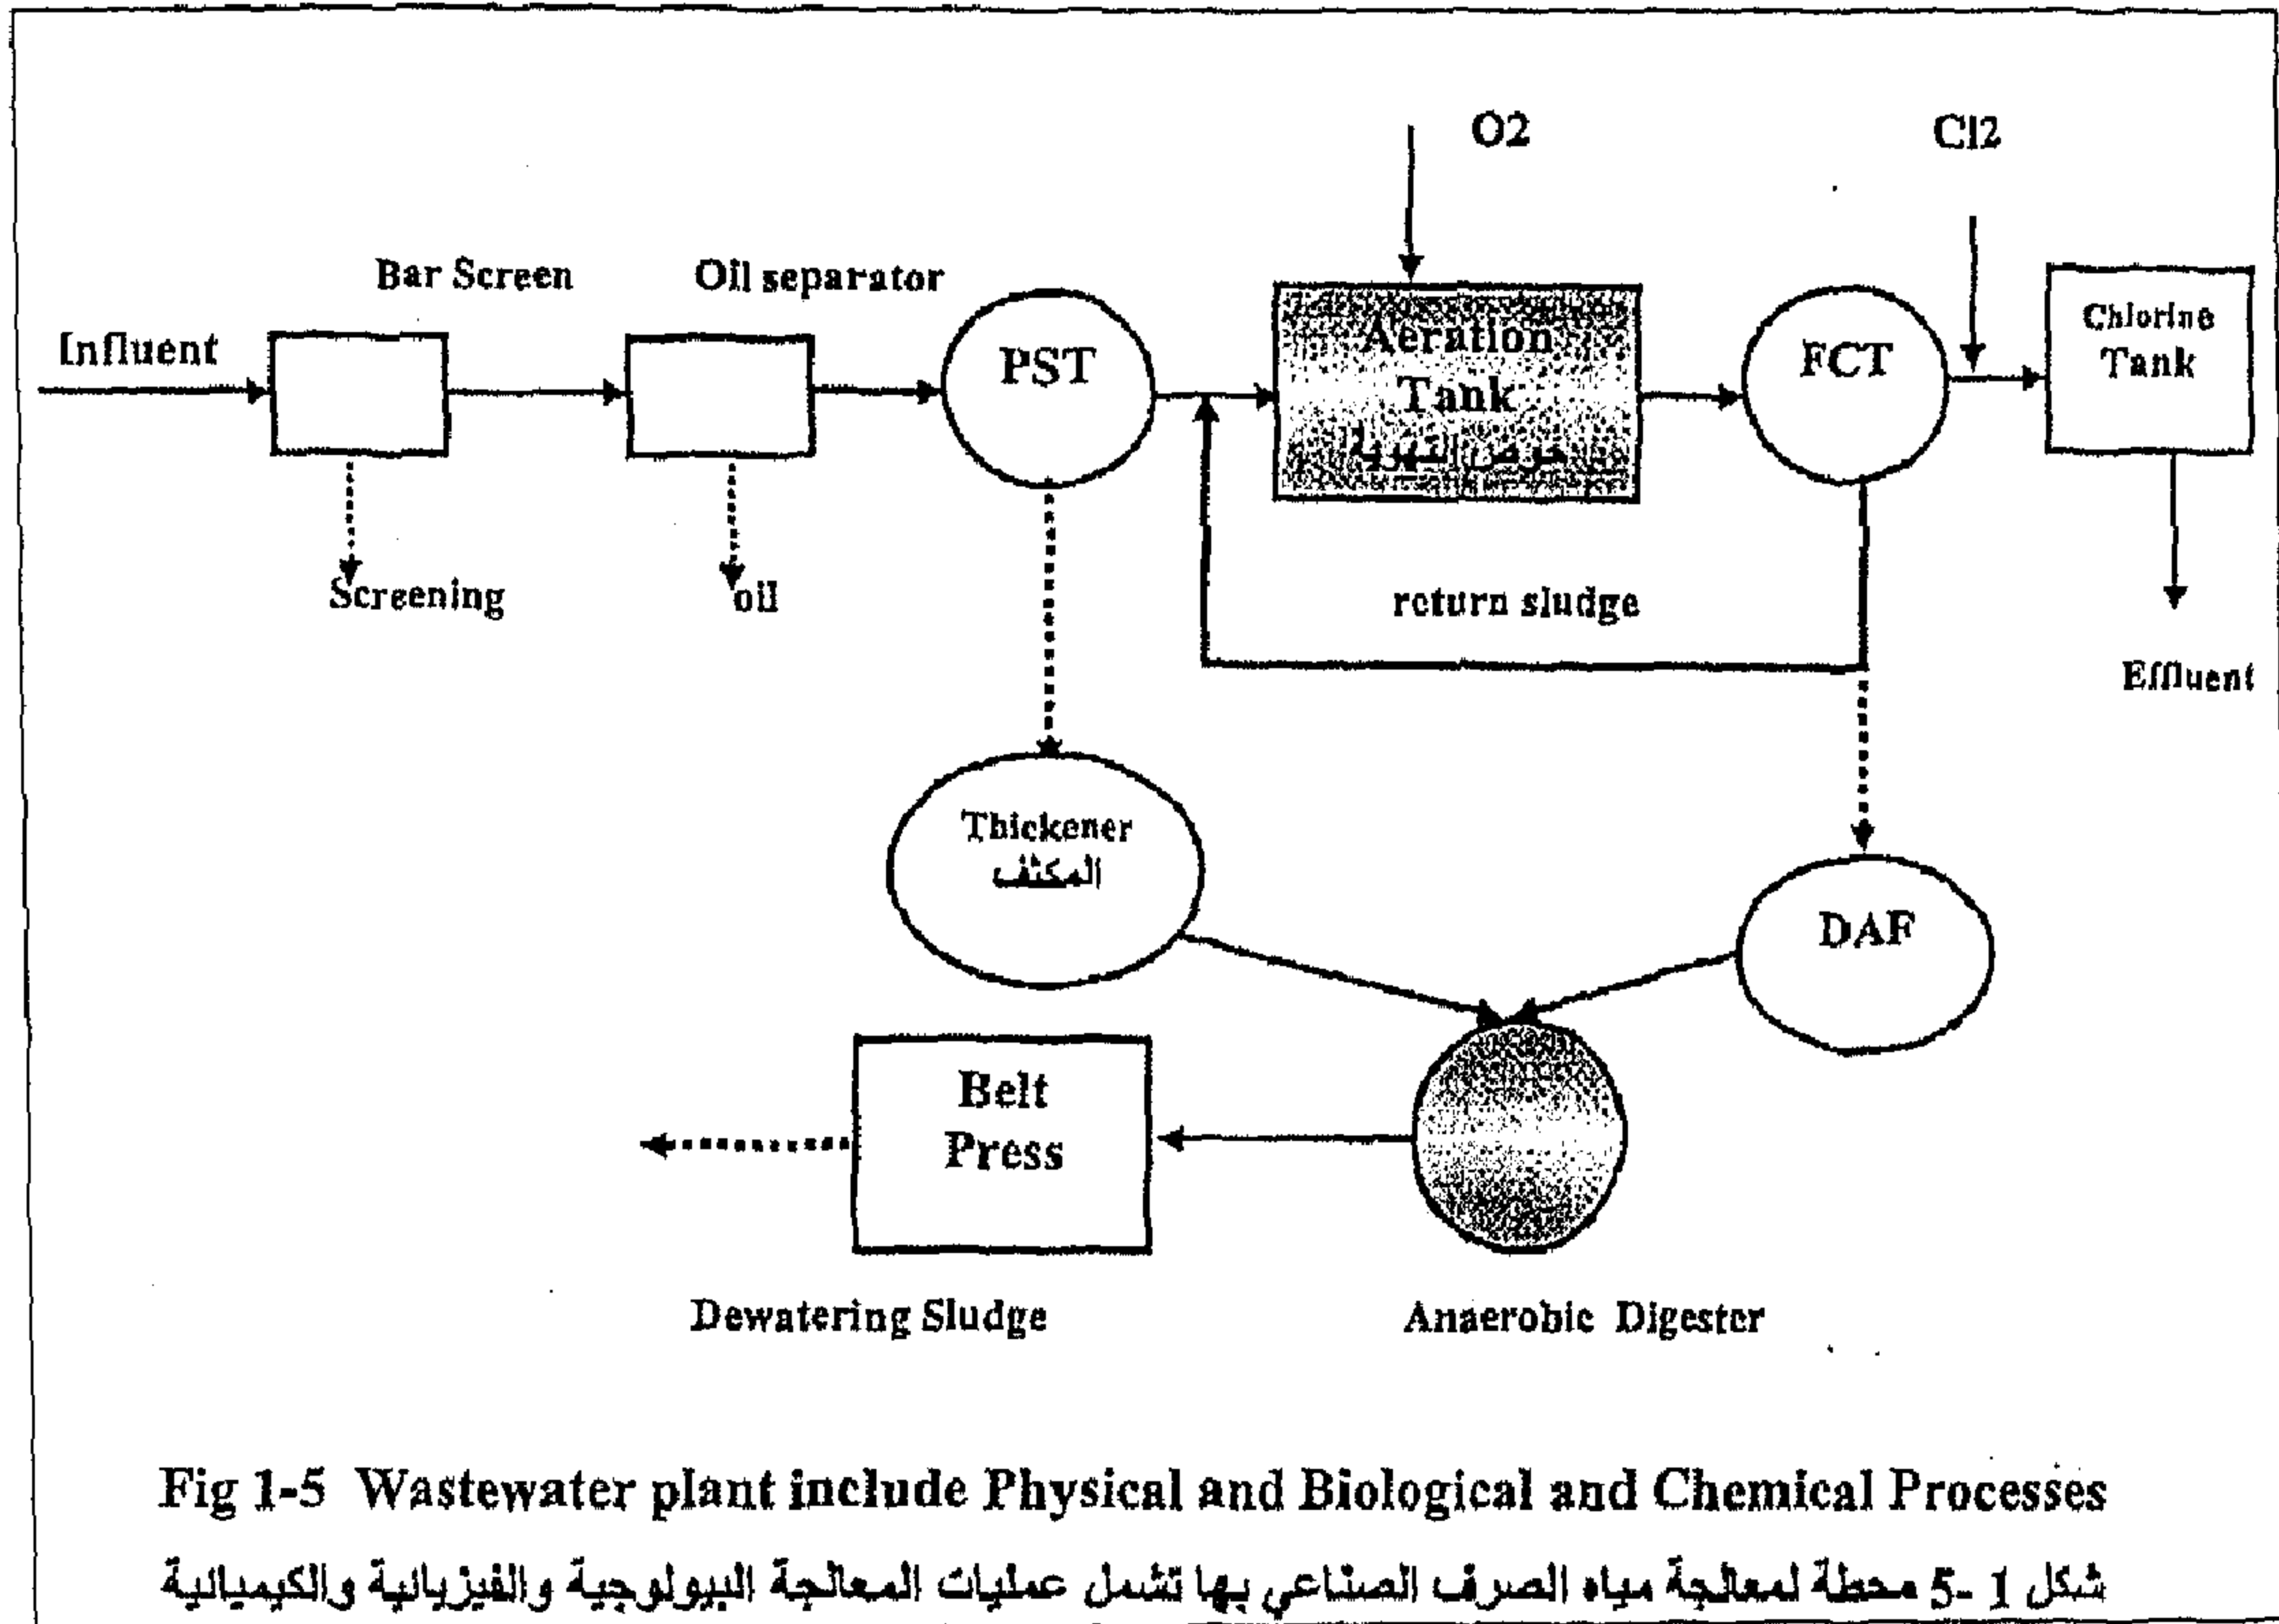 O2
Cl2
Bar Screen
Oil separator
Influent
PST
Aeration
Tank
حوض التهوية
FCT
Chlorine
Tank
Screening
oil
return sludge
Effluent
Thickener
المكثف
DAF
Belt
Press
Dewatering Sludge
Anaerobic Digester
Fig 1-5 Wastewater plant include Physical and Biological and Chemical Processes
شكل 1 -5 محطة لمعالجة مياه الصرف الصناعي بها تشمل عمليات المعالجة البيولوجية والفيزيائية والكيميائية